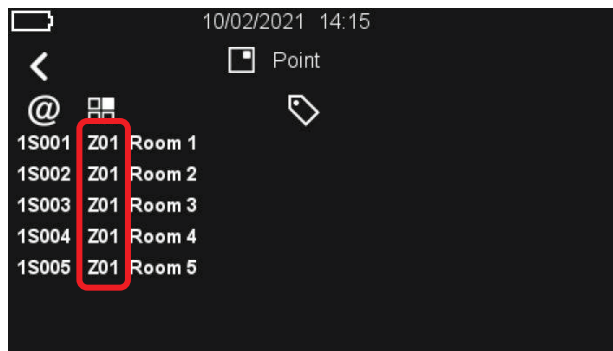 10/02/2021 14:15
Point
@
1S001 Z01 Room 1
1S002 Z01 Room 2
1S003 Z01 Room 3
1S004 Z01 Room 4
1S005 Z01 Room 5